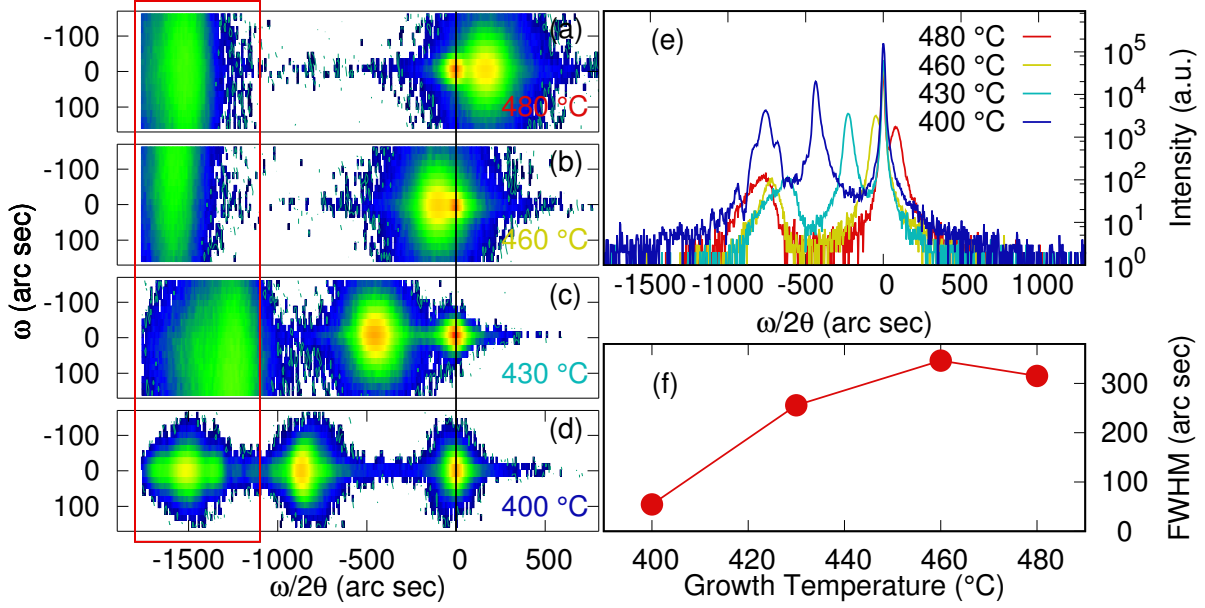 ω (arc sec)
-100
0
100
(a)
480 °C
-100
0
100
(b)
460 °C
-100
0
100
(c)
430 °C
-100
0
100
(d)
400 °C
-1500 -1000 -500 0 500
ω/2θ (arc sec)
(e)
480 °C
460 °C
430 °C
400 °C
10^5
10^4
10^3
10^2
10^1
10^0
Intensity (a.u.)
-1500 -1000 -500 0 500 1000
ω/2θ (arc sec)
(f)
300
200
100
0
FWHM (arc sec)
400 420 440 460 480
Growth Temperature (°C)